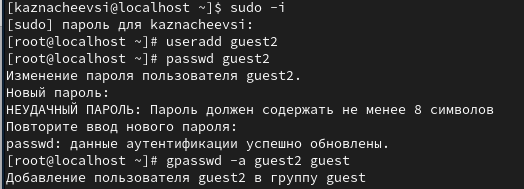 [kaznacheevsi@localhost ~]$ sudo -i
[sudo] пароль для kaznacheevsi:
[root@localhost ~]# useradd guest2
[root@localhost ~]# passwd guest2
Изменение пароля пользователя guest2.
Новый пароль:
НЕУДАЧНЫЙ ПАРОЛЬ: Пароль должен содержать не менее 8 символов
Повторите ввод нового пароля:
passwd: данные аутентификации успешно обновлены.
[root@localhost ~]# gpasswd -a guest2 guest
Добавление пользователя guest2 в группу guest